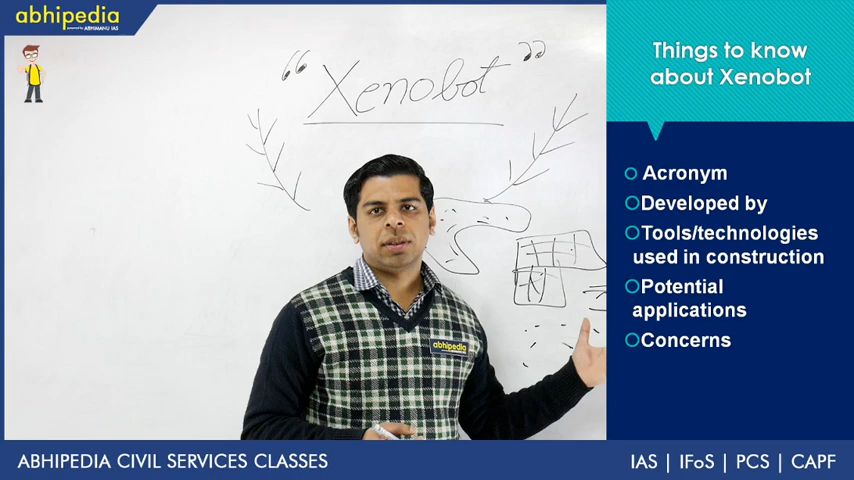 abhipedia
powered by ABHIMANU IAS
"Xenobot"
abhipedia
Things to know
about Xenobot
Acronym
Developed by
Tools/technologies
used in construction
Potential
applications
Concerns
ABHIPEDIA CIVIL SERVICES CLASSES
IAS | IFoS | PCS | CAPF